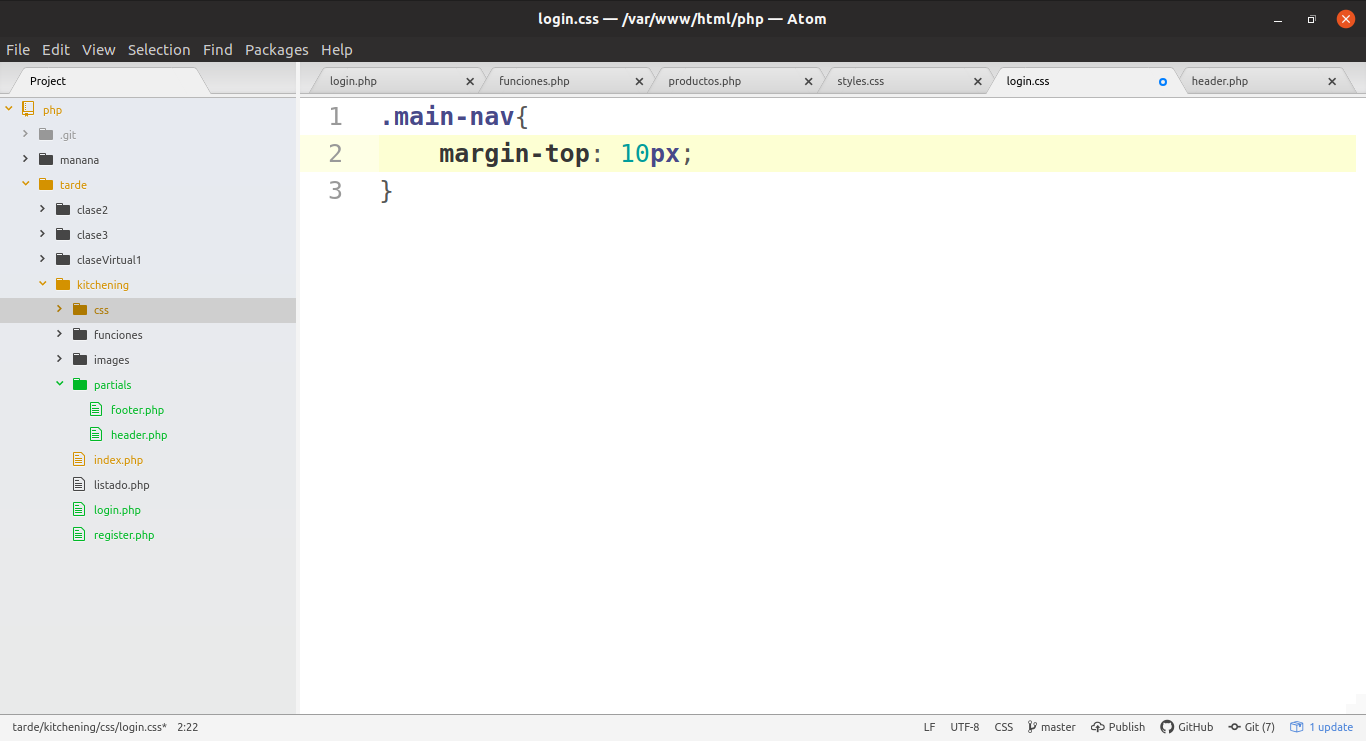 login.css — /var/www/html/php — Atom
File Edit View Selection Find Packages Help
Project
login.php funciones.php productos.php styles.css login.css header.php
php
.git
manana
tarde
clase2
clase3
claseVirtual1
kitchening
css
funciones
images
partials
footer.php
header.php
index.php
listado.php
login.php
register.php
1 .main-nav{
2 margin-top: 10px;
3 }
tarde/kitchening/css/login.css* 2:22 LF UTF-8 CSS master Publish GitHub Git (7) 1 update